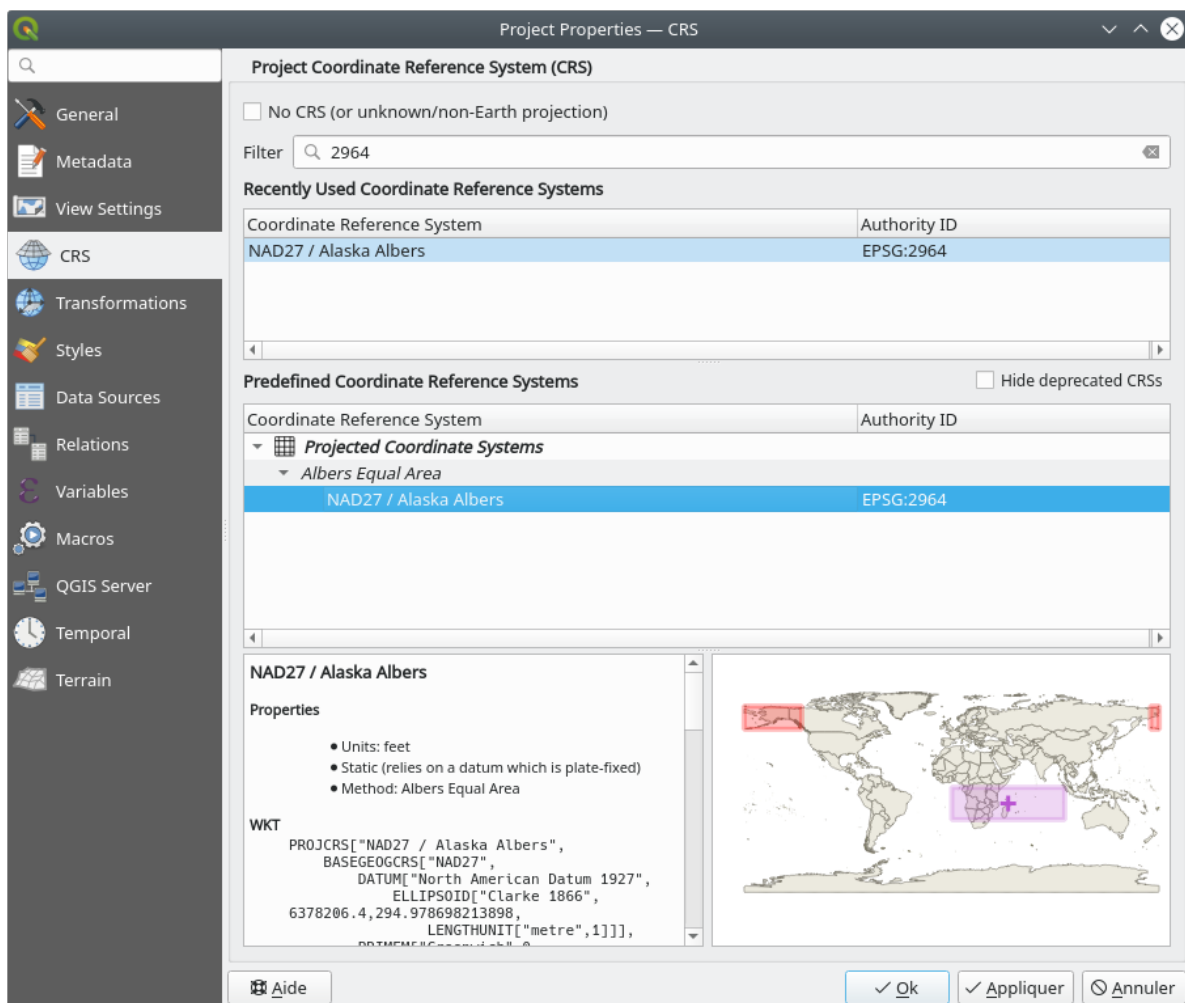 Project Properties — CRS
Project Coordinate Reference System (CRS)
General
Metadata
View Settings
CRS
Transformations
Styles
Data Sources
Relations
Variables
Macros
QGIS Server
Temporal
Terrain
No CRS (or unknown/non-Earth projection)
Filter 2964
Recently Used Coordinate Reference Systems
Coordinate Reference System Authority ID
NAD27 / Alaska Albers EPSG:2964
Predefined Coordinate Reference Systems Hide deprecated CRSs
Coordinate Reference System Authority ID
Projected Coordinate Systems
Albers Equal Area
NAD27 / Alaska Albers EPSG:2964
NAD27 / Alaska Albers
Properties
• Units: feet
• Static (relies on a datum which is plate-fixed)
• Method: Albers Equal Area
WKT
PROJCRS["NAD27 / Alaska Albers",
BASEGEOGCRS["NAD27",
DATUM["North American Datum 1927",
ELLIPSOID["Clarke 1866",
6378206.4,294.978698213898,
LENGTHUNIT["metre",1]]],
PRIMEM["Greenwich",0,
Aide
Ok
Appliquer
Annuler